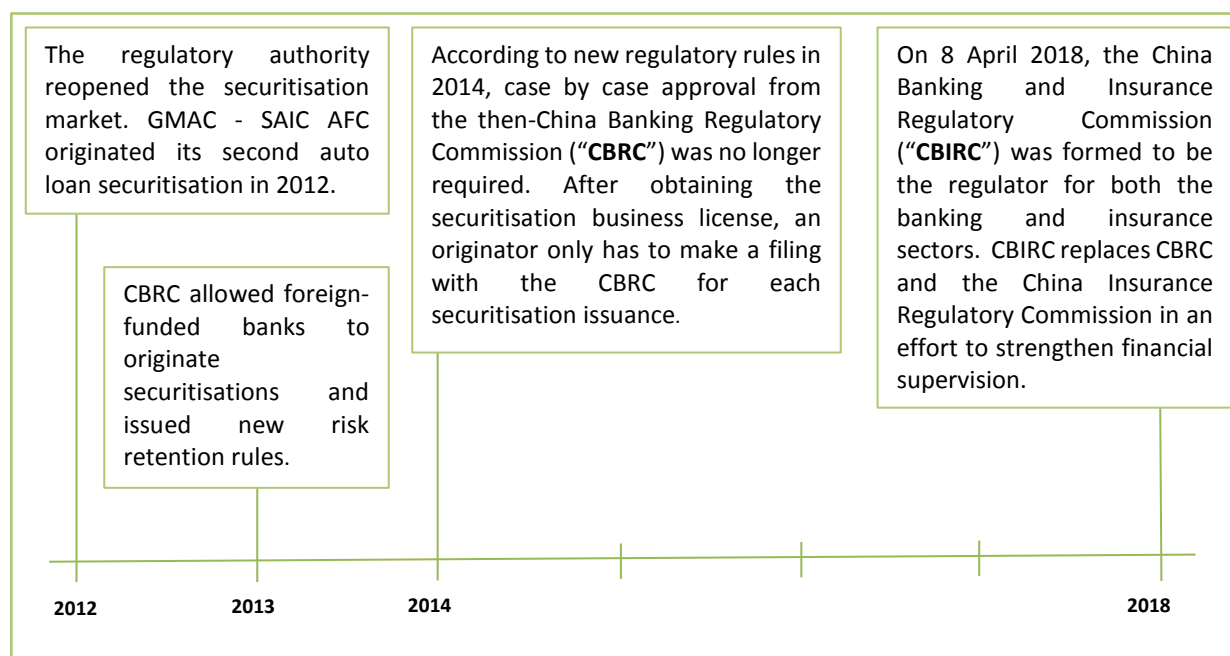 The regulatory authority
reopened the securitisation
market. GMAC - SAIC AFC
originated its second auto
loan securitisation in 2012.
CBRC allowed foreign-
funded banks to
originate
securitisations and
issued new risk
retention rules.
According to new regulatory rules in
2014, case by case approval from
the then-China Banking Regulatory
Commission (“CBRC”) was no longer
required. After obtaining the
securitisation business license, an
originator only has to make a filing
with the CBRC for each
securitisation issuance.
On 8 April 2018, the China
Banking and Insurance
Regulatory Commission
(“CBIRC”) was formed to be
the regulator for both the
banking and insurance
sectors. CBIRC replaces CBRC
and the China Insurance
Regulatory Commission in an
effort to strengthen financial
supervision.
2012
2013
2014
2018